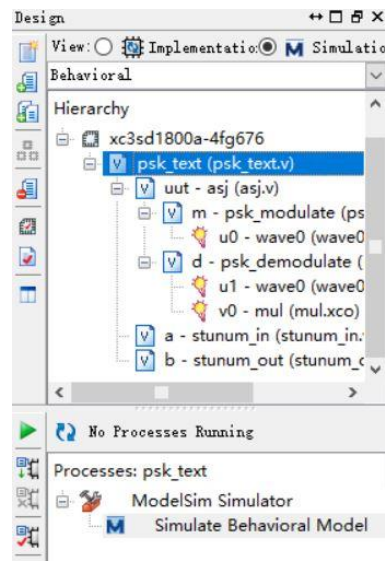 Design
View: Implementatio Simulatio
Behavioral
Hierarchy
xc3sd1800a-4fg676
psk_text (psk_text.v)
uut - asj (asj.v)
m - psk_modulate (ps
u0 - wave0 (wave0
d - psk_demodulate (
u1 - wave0 (wave0
v0 - mul (mul.xco)
a - stunum_in (stunum_in.
b - stunum_out (stunum_c
No Processes Running
Processes: psk_text
ModelSim Simulator
Simulate Behavioral Model